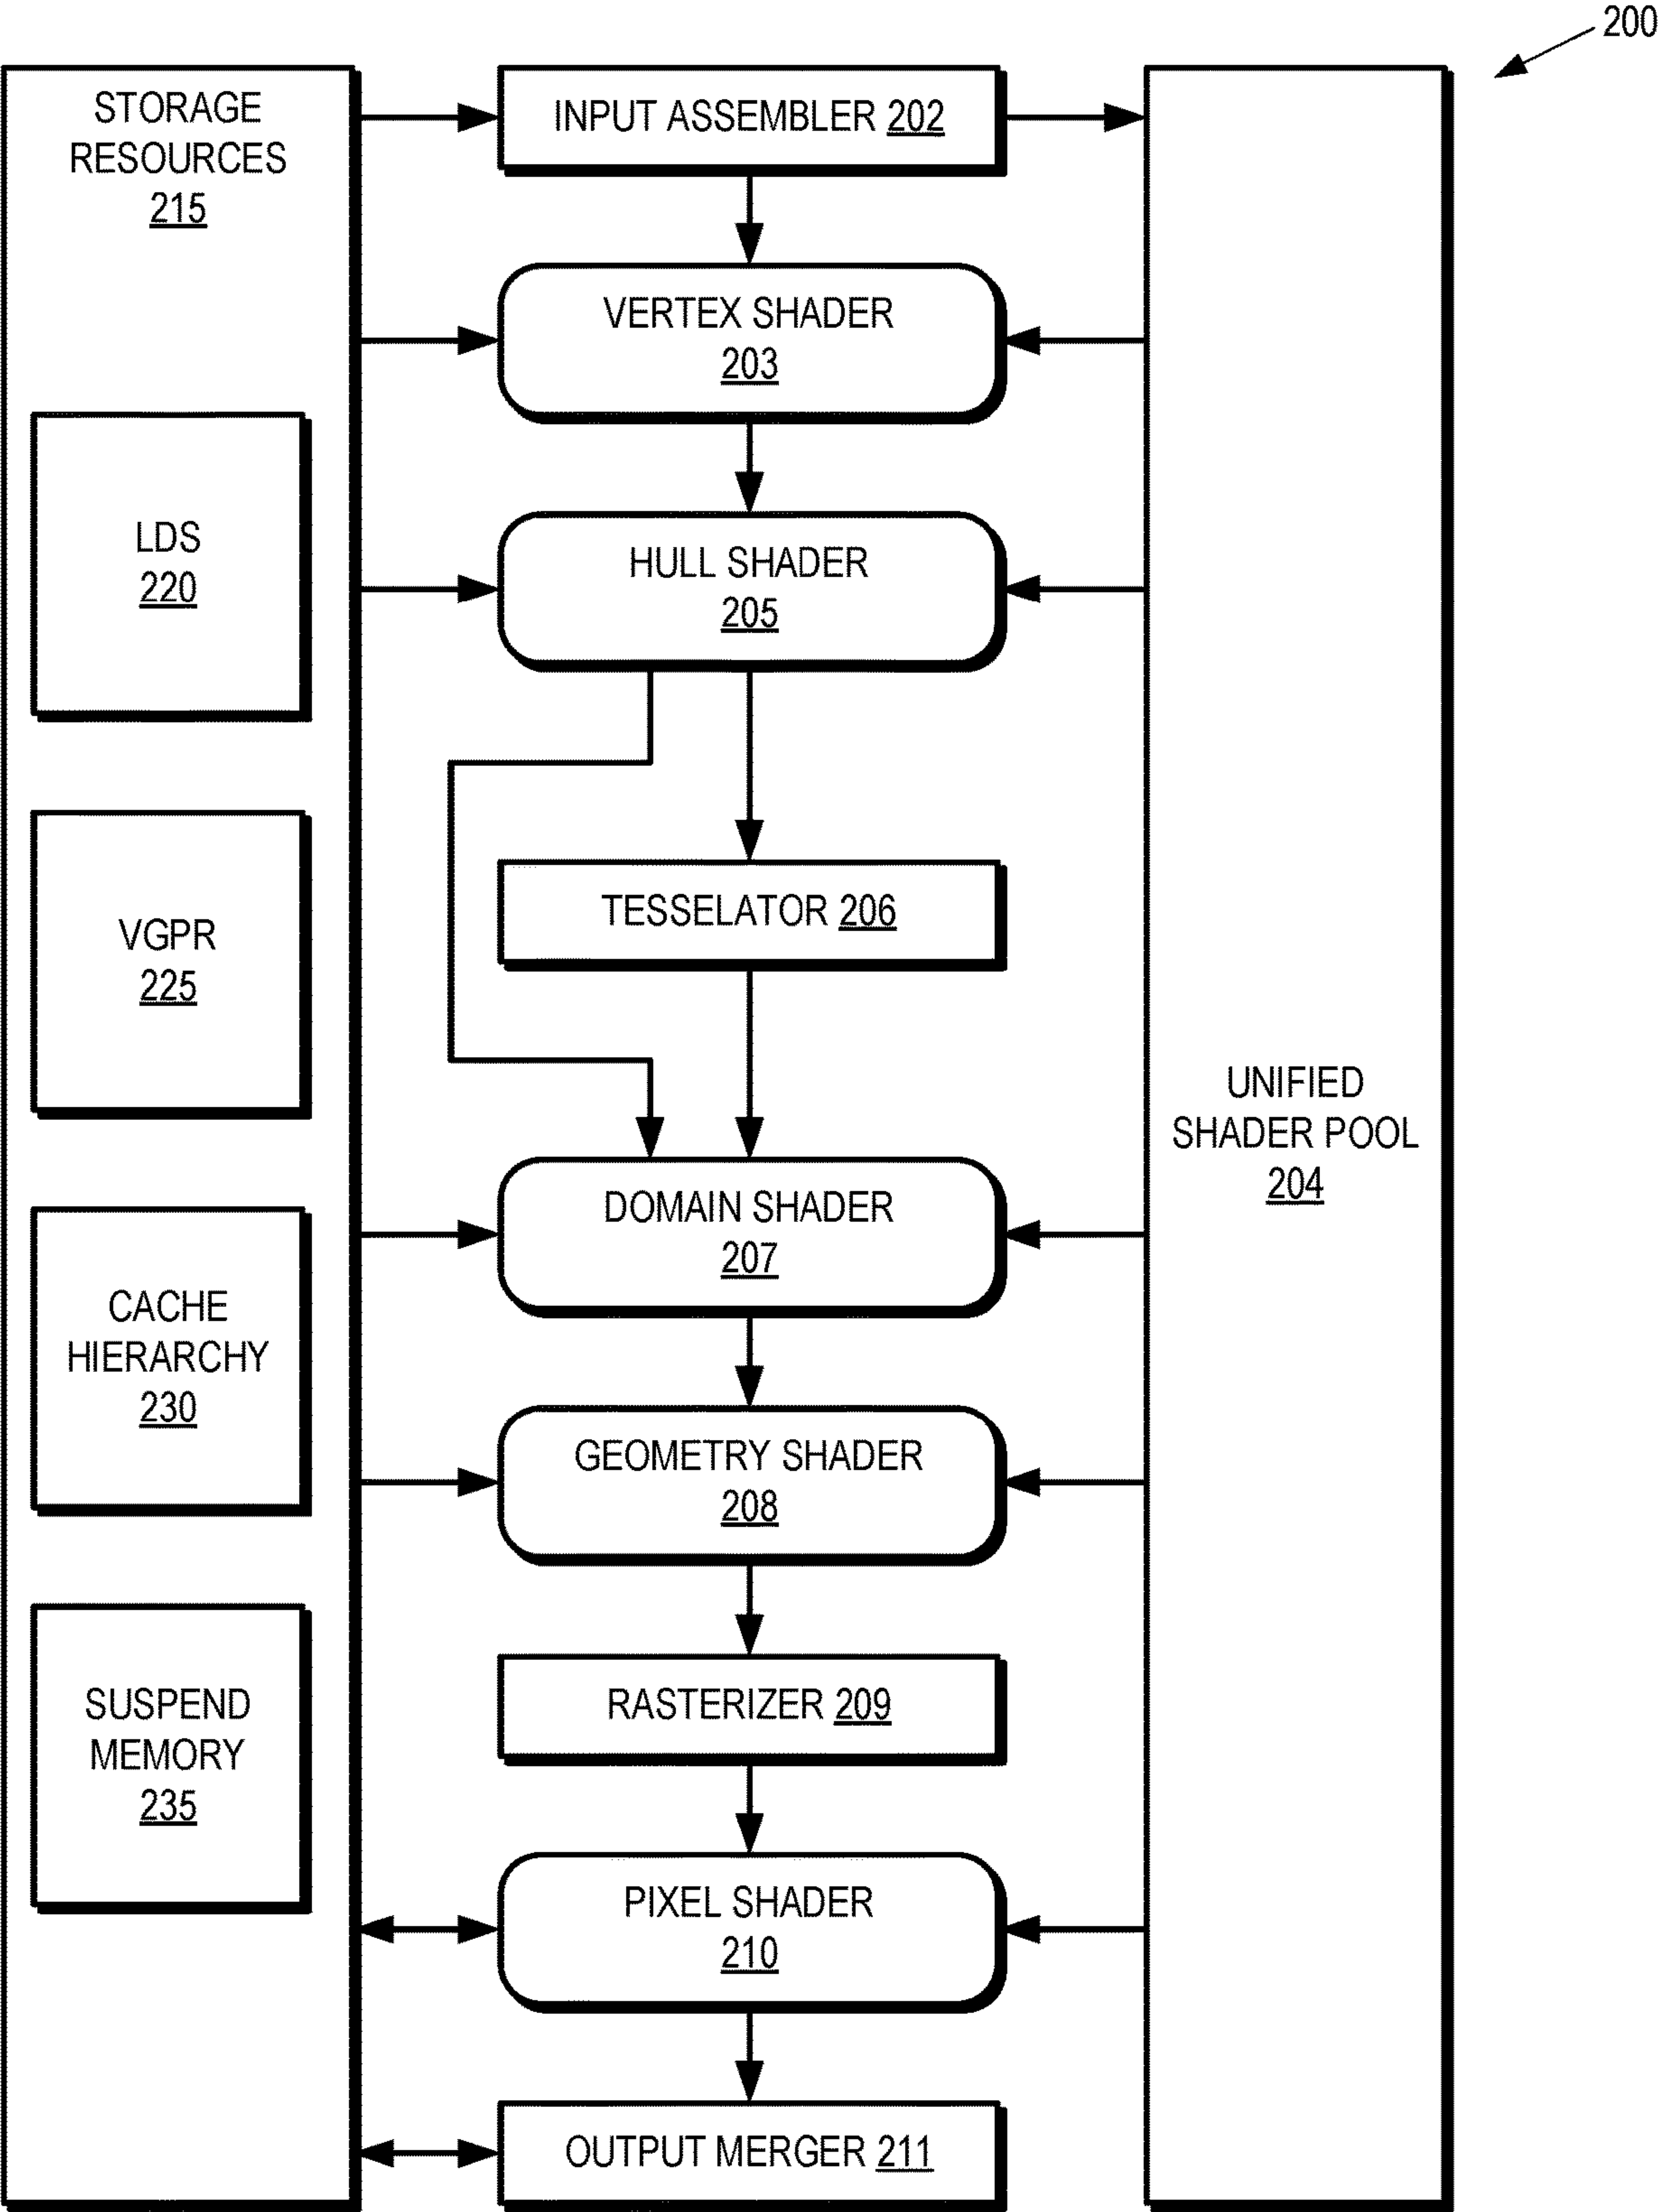 200
STORAGE
RESOURCES
215
LDS
220
VGPR
225
CACHE
HIERARCHY
230
SUSPEND
MEMORY
235
INPUT ASSEMBLER 202
VERTEX SHADER
203
HULL SHADER
205
TESSELATOR 206
DOMAIN SHADER
207
GEOMETRY SHADER
208
RASTERIZER 209
PIXEL SHADER
210
OUTPUT MERGER 211
UNIFIED
SHADER POOL
204